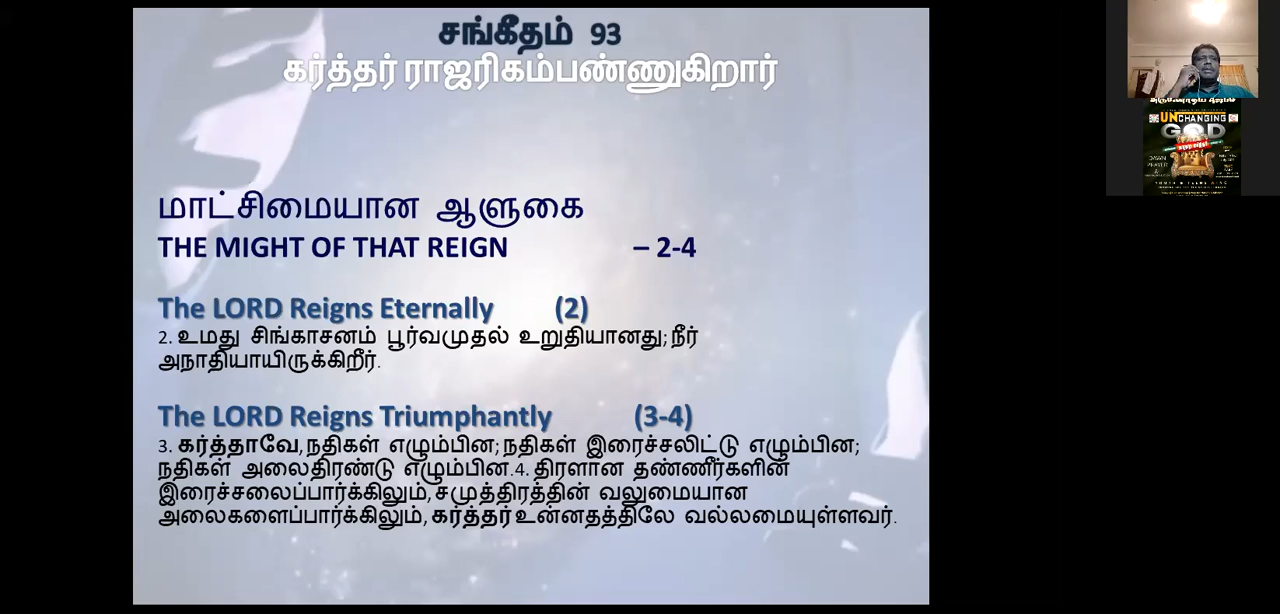 சங்கீதம் 93
கர்த்தர் ராஜரிகம்பண்ணுகிறார்
மாட்சிமையான ஆளுகை
THE MIGHT OF THAT REIGN – 2-4
The LORD Reigns Eternally (2)
2. உமது சிங்காசனம் பூர்வமுதல் உறுதியானது; நீர்
அநாதியாயிருக்கிறீர்.
The LORD Reigns Triumphantly (3-4)
3. கர்த்தாவே, நதிகள் எழும்பின; நதிகள் இரைச்சலிட்டு எழும்பின;
நதிகள் அலைதிரண்டு எழும்பின.4. திரளான தண்ணீர்களின்
இரைச்சலைப்பார்க்கிலும், சமுத்திரத்தின் வலுமையான
அலைகளைப்பார்க்கிலும், கர்த்தர் உன்னதத்திலே வல்லமையுள்ளவர்.
UNCHANGING
GOD
DAWN
PRAYER